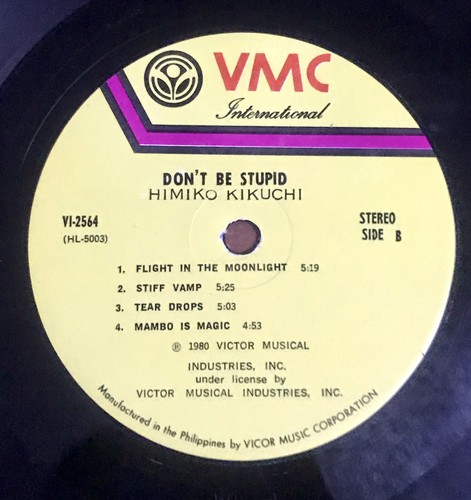 VMC
International
DON'T BE STUPID
HIMIKO KIKUCHI
VI-2564
(HL-5003)
STEREO
SIDE B
1. FLIGHT IN THE MOONLIGHT 5:19
2. STIFF VAMP 5:25
3. TEAR DROPS 5:03
4. MAMBO IS MAGIC 4:53
℗ 1980 VICTOR MUSICAL
INDUSTRIES, INC.
under license by
VICTOR MUSICAL INDUSTRIES, INC.
Manufactured in the Philippines by VICOR MUSIC CORPORATION